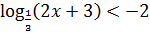 log_{1/3}(2x + 3) < −2